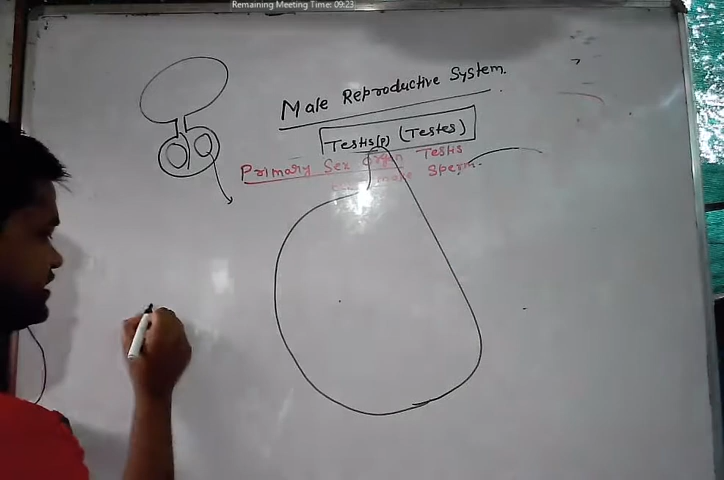 Remaining Meeting Time: 09:23
Male Reproductive System.
Testis(P) (Testes)
Primary Sex Organ Testis
Sperm.